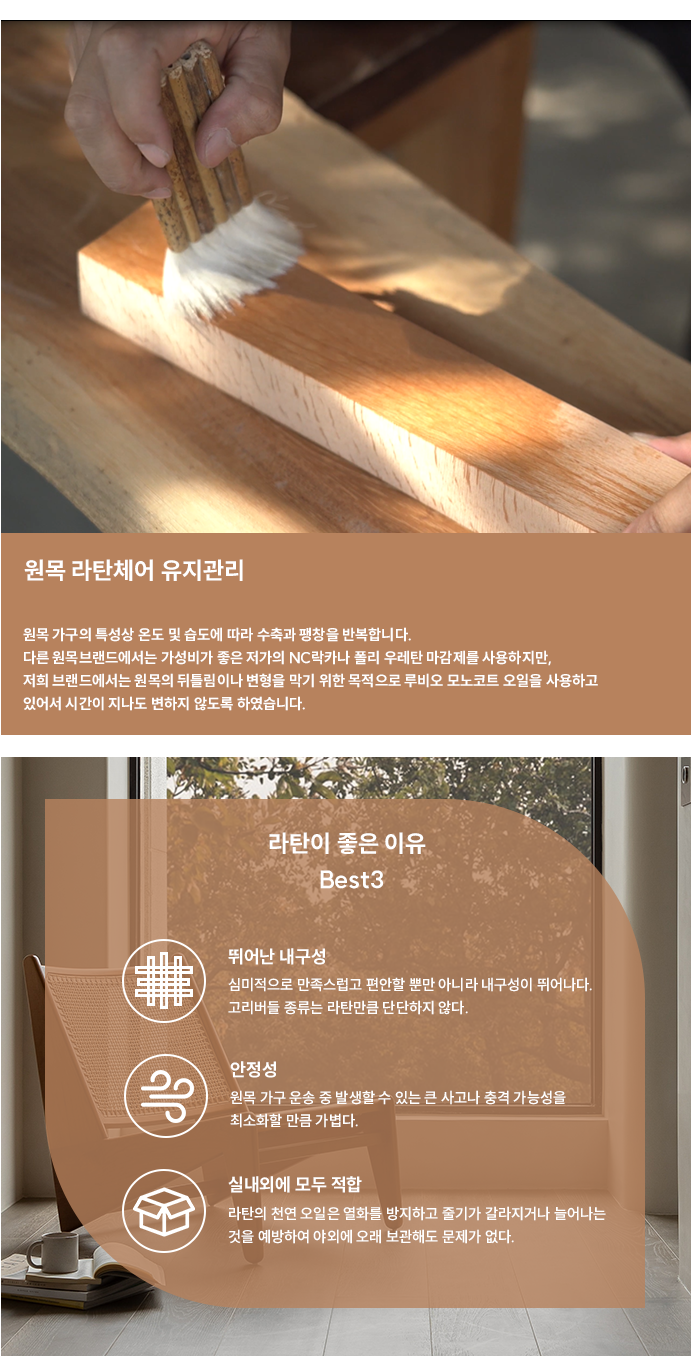 원목 라탄체어 유지관리
원목 가구의 특성상 온도 및 습도에 따라 수축과 팽창을 반복합니다.
다른 원목브랜드에서는 가성비가 좋은 저가의 NC락카나 폴리 우레탄 마감제를 사용하지만,
저희 브랜드에서는 원목의 뒤틀림이나 변형을 막기 위한 목적으로 루비오 모노코트 오일을 사용하고
있어서 시간이 지나도 변하지 않도록 하였습니다.
라탄이 좋은 이유
Best3
뛰어난 내구성
심미적으로 만족스럽고 편안할 뿐만 아니라 내구성이 뛰어나다.
고리버들 종류는 라탄만큼 단단하지 않다.
안정성
원목 가구 운송 중 발생할 수 있는 큰 사고나 충격 가능성을
최소화할 만큼 가볍다.
실내외에 모두 적합
라탄의 천연 오일은 열화를 방지하고 줄기가 갈라지거나 늘어나는
것을 예방하여 야외에 오래 보관해도 문제가 없다.